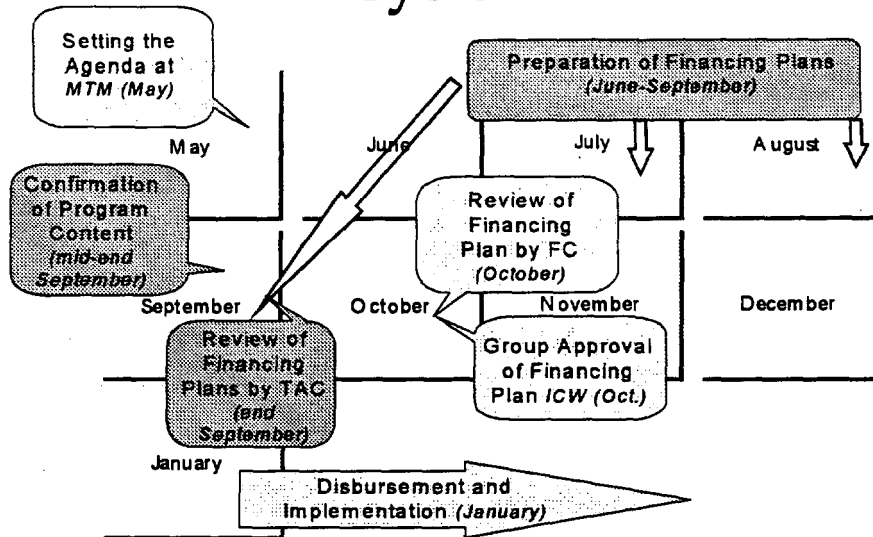 Setting the
Agenda at
MTM (May)
Preparation of Financing Plans
(June-September)
May
June
July
August
Confirmation
of Program
Content
(mid-end
September)
Review of
Financing
Plan by FC
(October)
September
October
November
December
Review of
Financing
Plans by TAC
(end
September)
Group Approval
of Financing
Plan ICW (Oct.)
January
Disbursement and
Implementation (January)